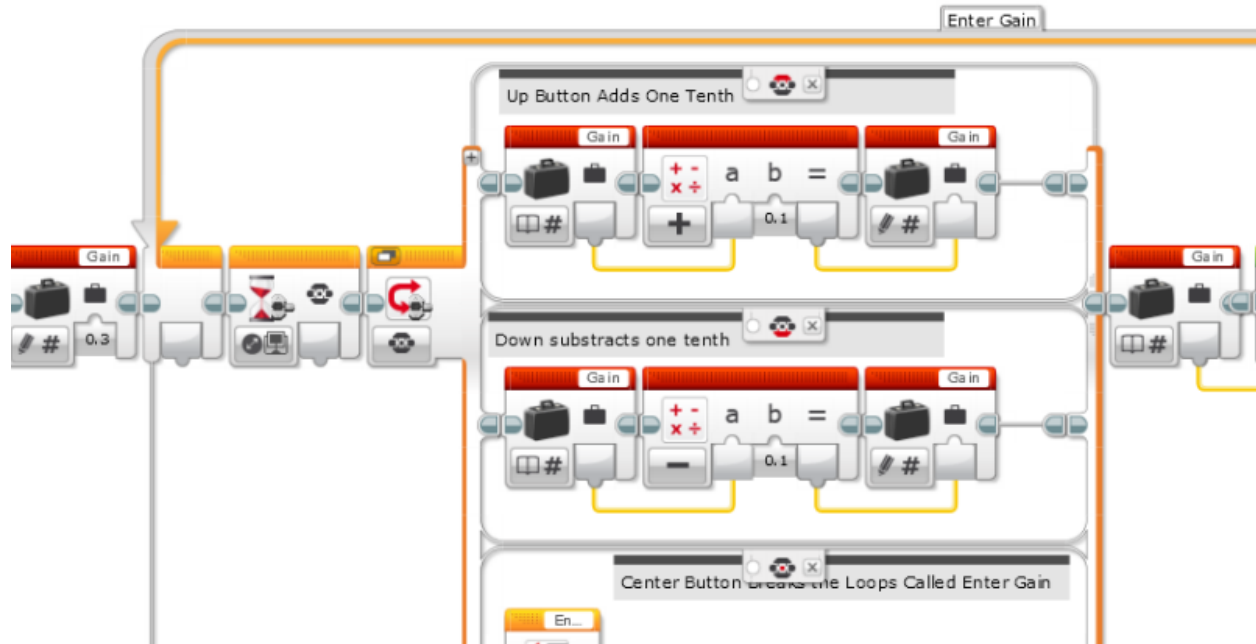 Enter Gain
Up Button Adds One Tenth
Gain
Gain
a b =
0.1
#
#
Gain
0.3
#
Gain
#
Down substracts one tenth
Gain
Gain
a b =
0.1
#
#
Center Button Breaks the Loops Called Enter Gain
En...